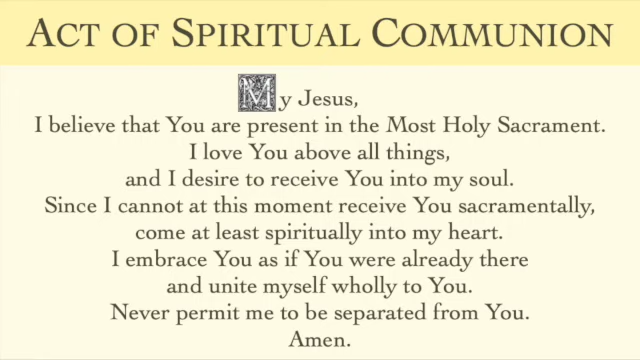 ACT OF SPIRITUAL COMMUNION
My Jesus,
I believe that You are present in the Most Holy Sacrament.
I love You above all things,
and I desire to receive You into my soul.
Since I cannot at this moment receive You sacramentally,
come at least spiritually into my heart.
I embrace You as if You were already there
and unite myself wholly to You.
Never permit me to be separated from You.
Amen.